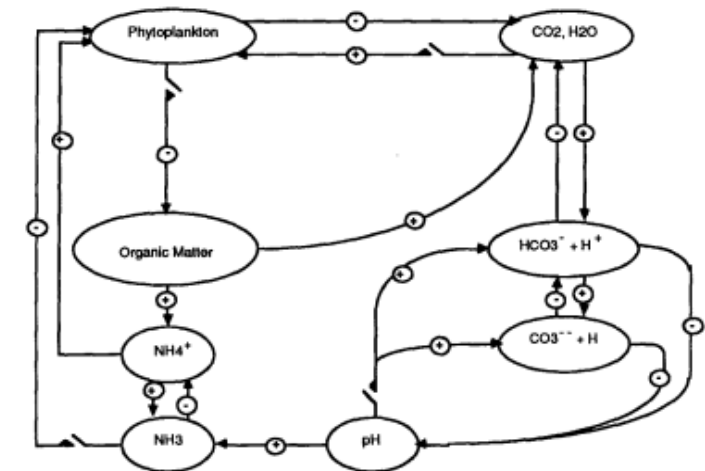 Phytoplankton
CO2, H2O
-
+
+
-
-
+
-
+
Organic Matter
HCO3⁻ + H⁺
+
+
-
+
-
CO3⁻⁻ + H
NH4⁺
+
-
+
-
NH3
+
pH